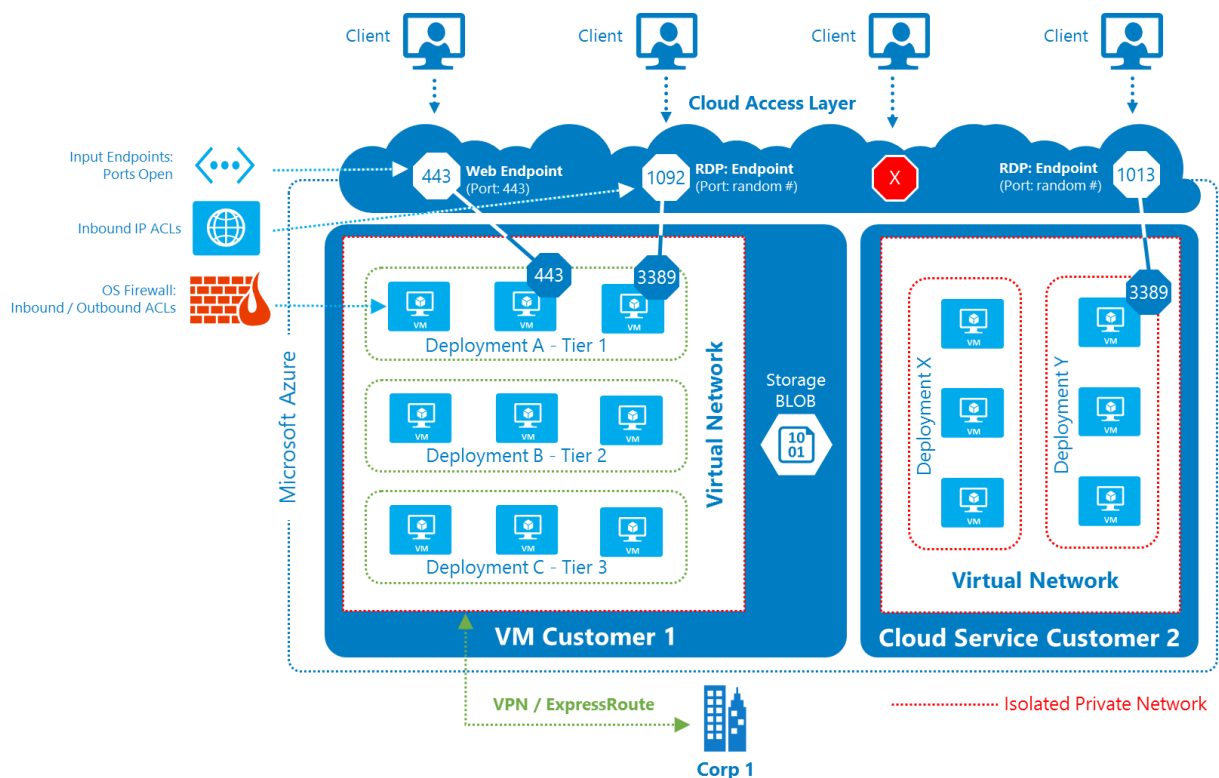 Client
Client
Client
Client
Cloud Access Layer
Input Endpoints:
Ports Open
443
Web Endpoint
(Port: 443)
1092
RDP: Endpoint
(Port: random #)
X
RDP: Endpoint
(Port: random #)
1013
Inbound IP ACLs
OS Firewall:
Inbound / Outbound ACLs
Microsoft Azure
443
3389
VM
VM
VM
Deployment A - Tier 1
VM
VM
VM
Deployment B - Tier 2
VM
VM
VM
Deployment C - Tier 3
Virtual Network
Storage
BLOB
10
01
VM Customer 1
3389
Deployment X
VM
VM
VM
Deployment Y
VM
VM
VM
Virtual Network
Cloud Service Customer 2
VPN / ExpressRoute
Corp 1
Isolated Private Network